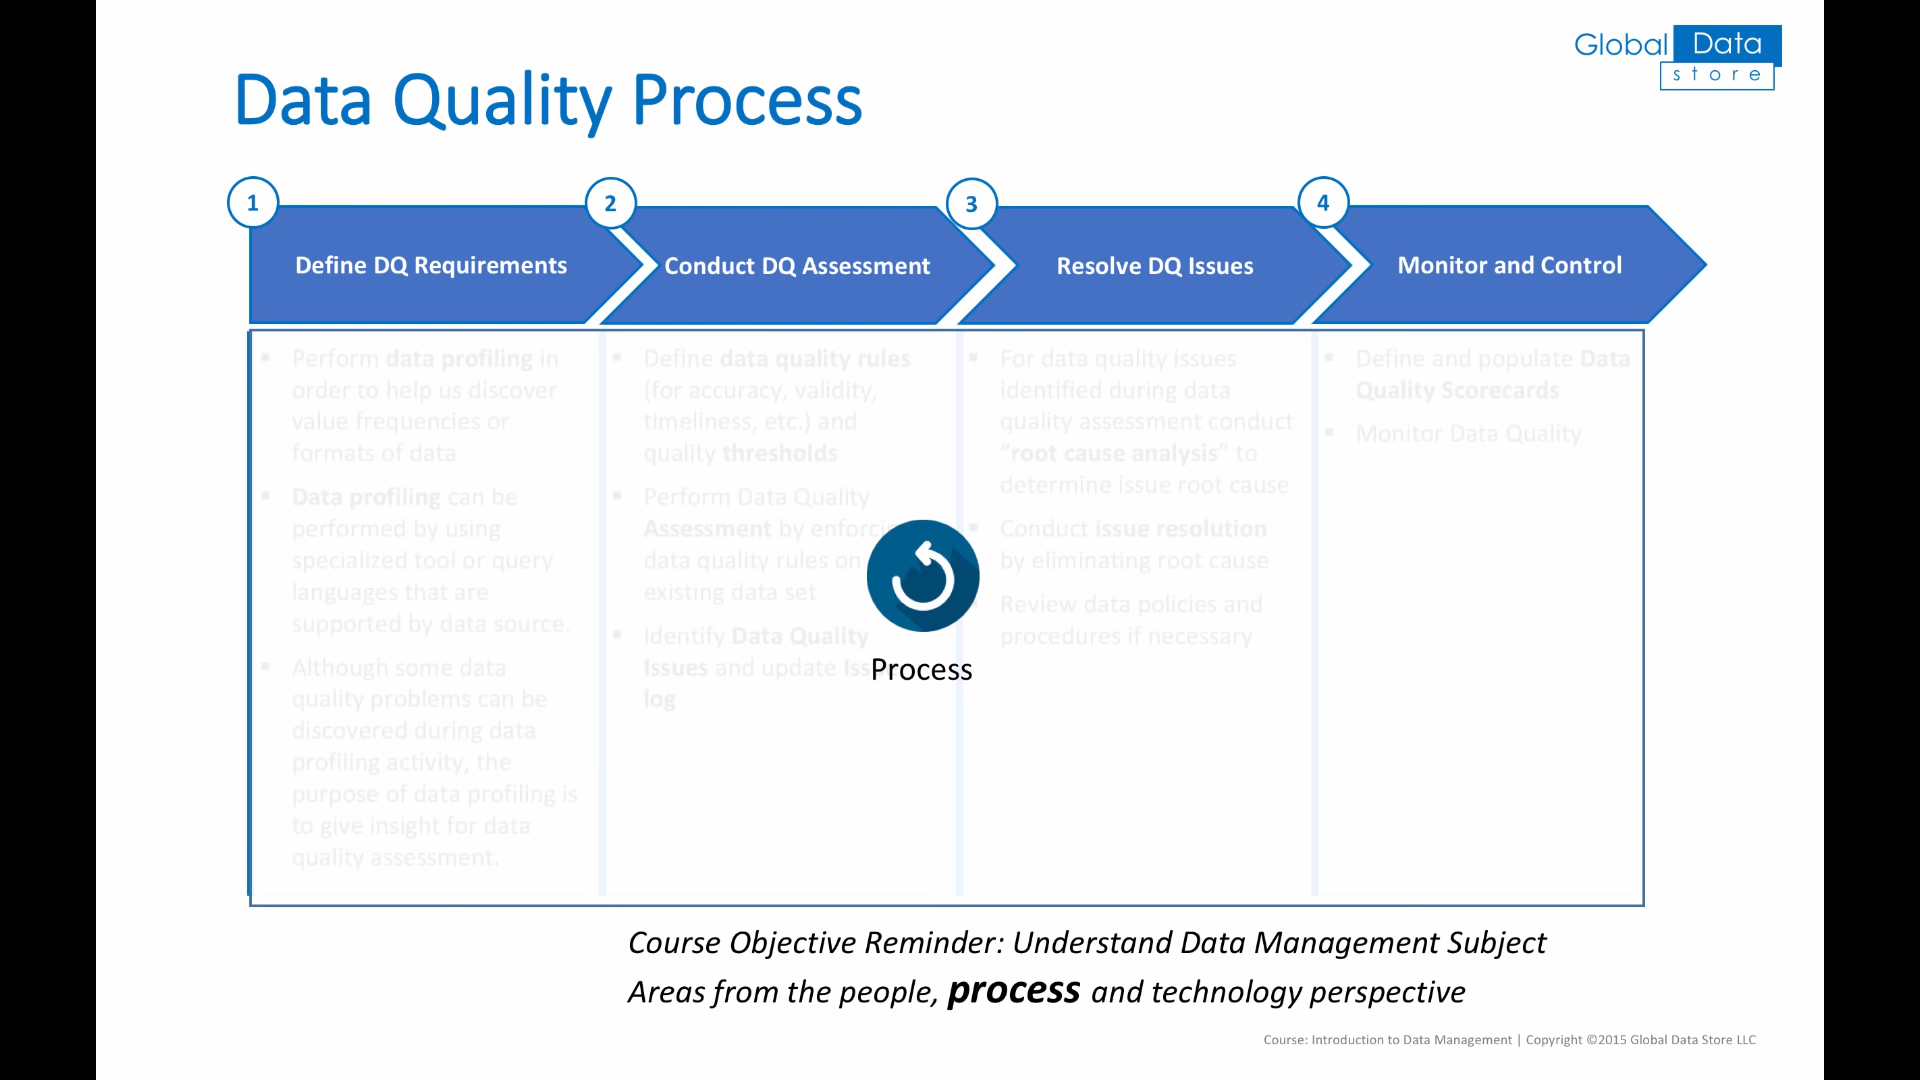 Global Data
store
Data Quality Process
1
2
3
4
Define DQ Requirements
Conduct DQ Assessment
Resolve DQ Issues
Monitor and Control
▪ Perform data profiling in
order to help us discover
value frequencies or
formats of data
▪ Data profiling can be
performed by using
specialized tool or query
languages that are
supported by data source.
▪ Although some data
quality problems can be
discovered during data
profiling activity, the
purpose of data profiling is
to give insight for data
quality assessment.
▪ Define data quality rules
(for accuracy, validity,
timeliness, etc.) and
quality thresholds
▪ Perform Data Quality
Assessment by
data quality rules on
existing data set
▪ Identify Data Quality
Issues and update
log
▪ For data quality issues
identified during data
quality assessment conduct
“root cause analysis” to
determine issue root cause
▪ Conduct issue resolution
by eliminating root cause
Review data policies and
procedures if necessary
▪ Define and populate Data
Quality Scorecards
▪ Monitor Data Quality
Process
Course Objective Reminder: Understand Data Management Subject
Areas from the people, process and technology perspective
Course: Introduction to Data Management | Copyright ©2015 Global Data Store LLC